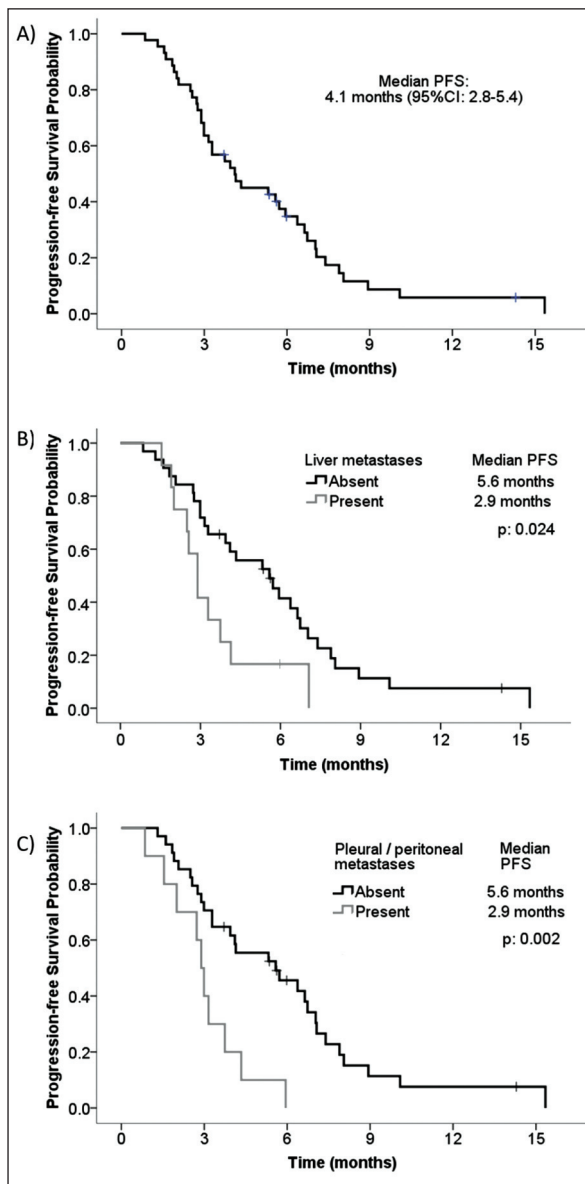 A)
Progression-free Survival Probability
1.0
0.8
0.6
0.4
0.2
0.0
Median PFS:
4.1 months (95%CI: 2.8-5.4)
0 3 6 9 12 15
Time (months)
B)
Progression-free Survival Probability
1.0
0.8
0.6
0.4
0.2
0.0
Liver metastases Median PFS
Absent 5.6 months
Present 2.9 months
p: 0.024
0 3 6 9 12 15
Time (months)
C)
Progression-free Survival Probability
1.0
0.8
0.6
0.4
0.2
0.0
Pleural / peritoneal Median
metastases PFS
Absent 5.6 months
Present 2.9 months
p: 0.002
0 3 6 9 12 15
Time (months)